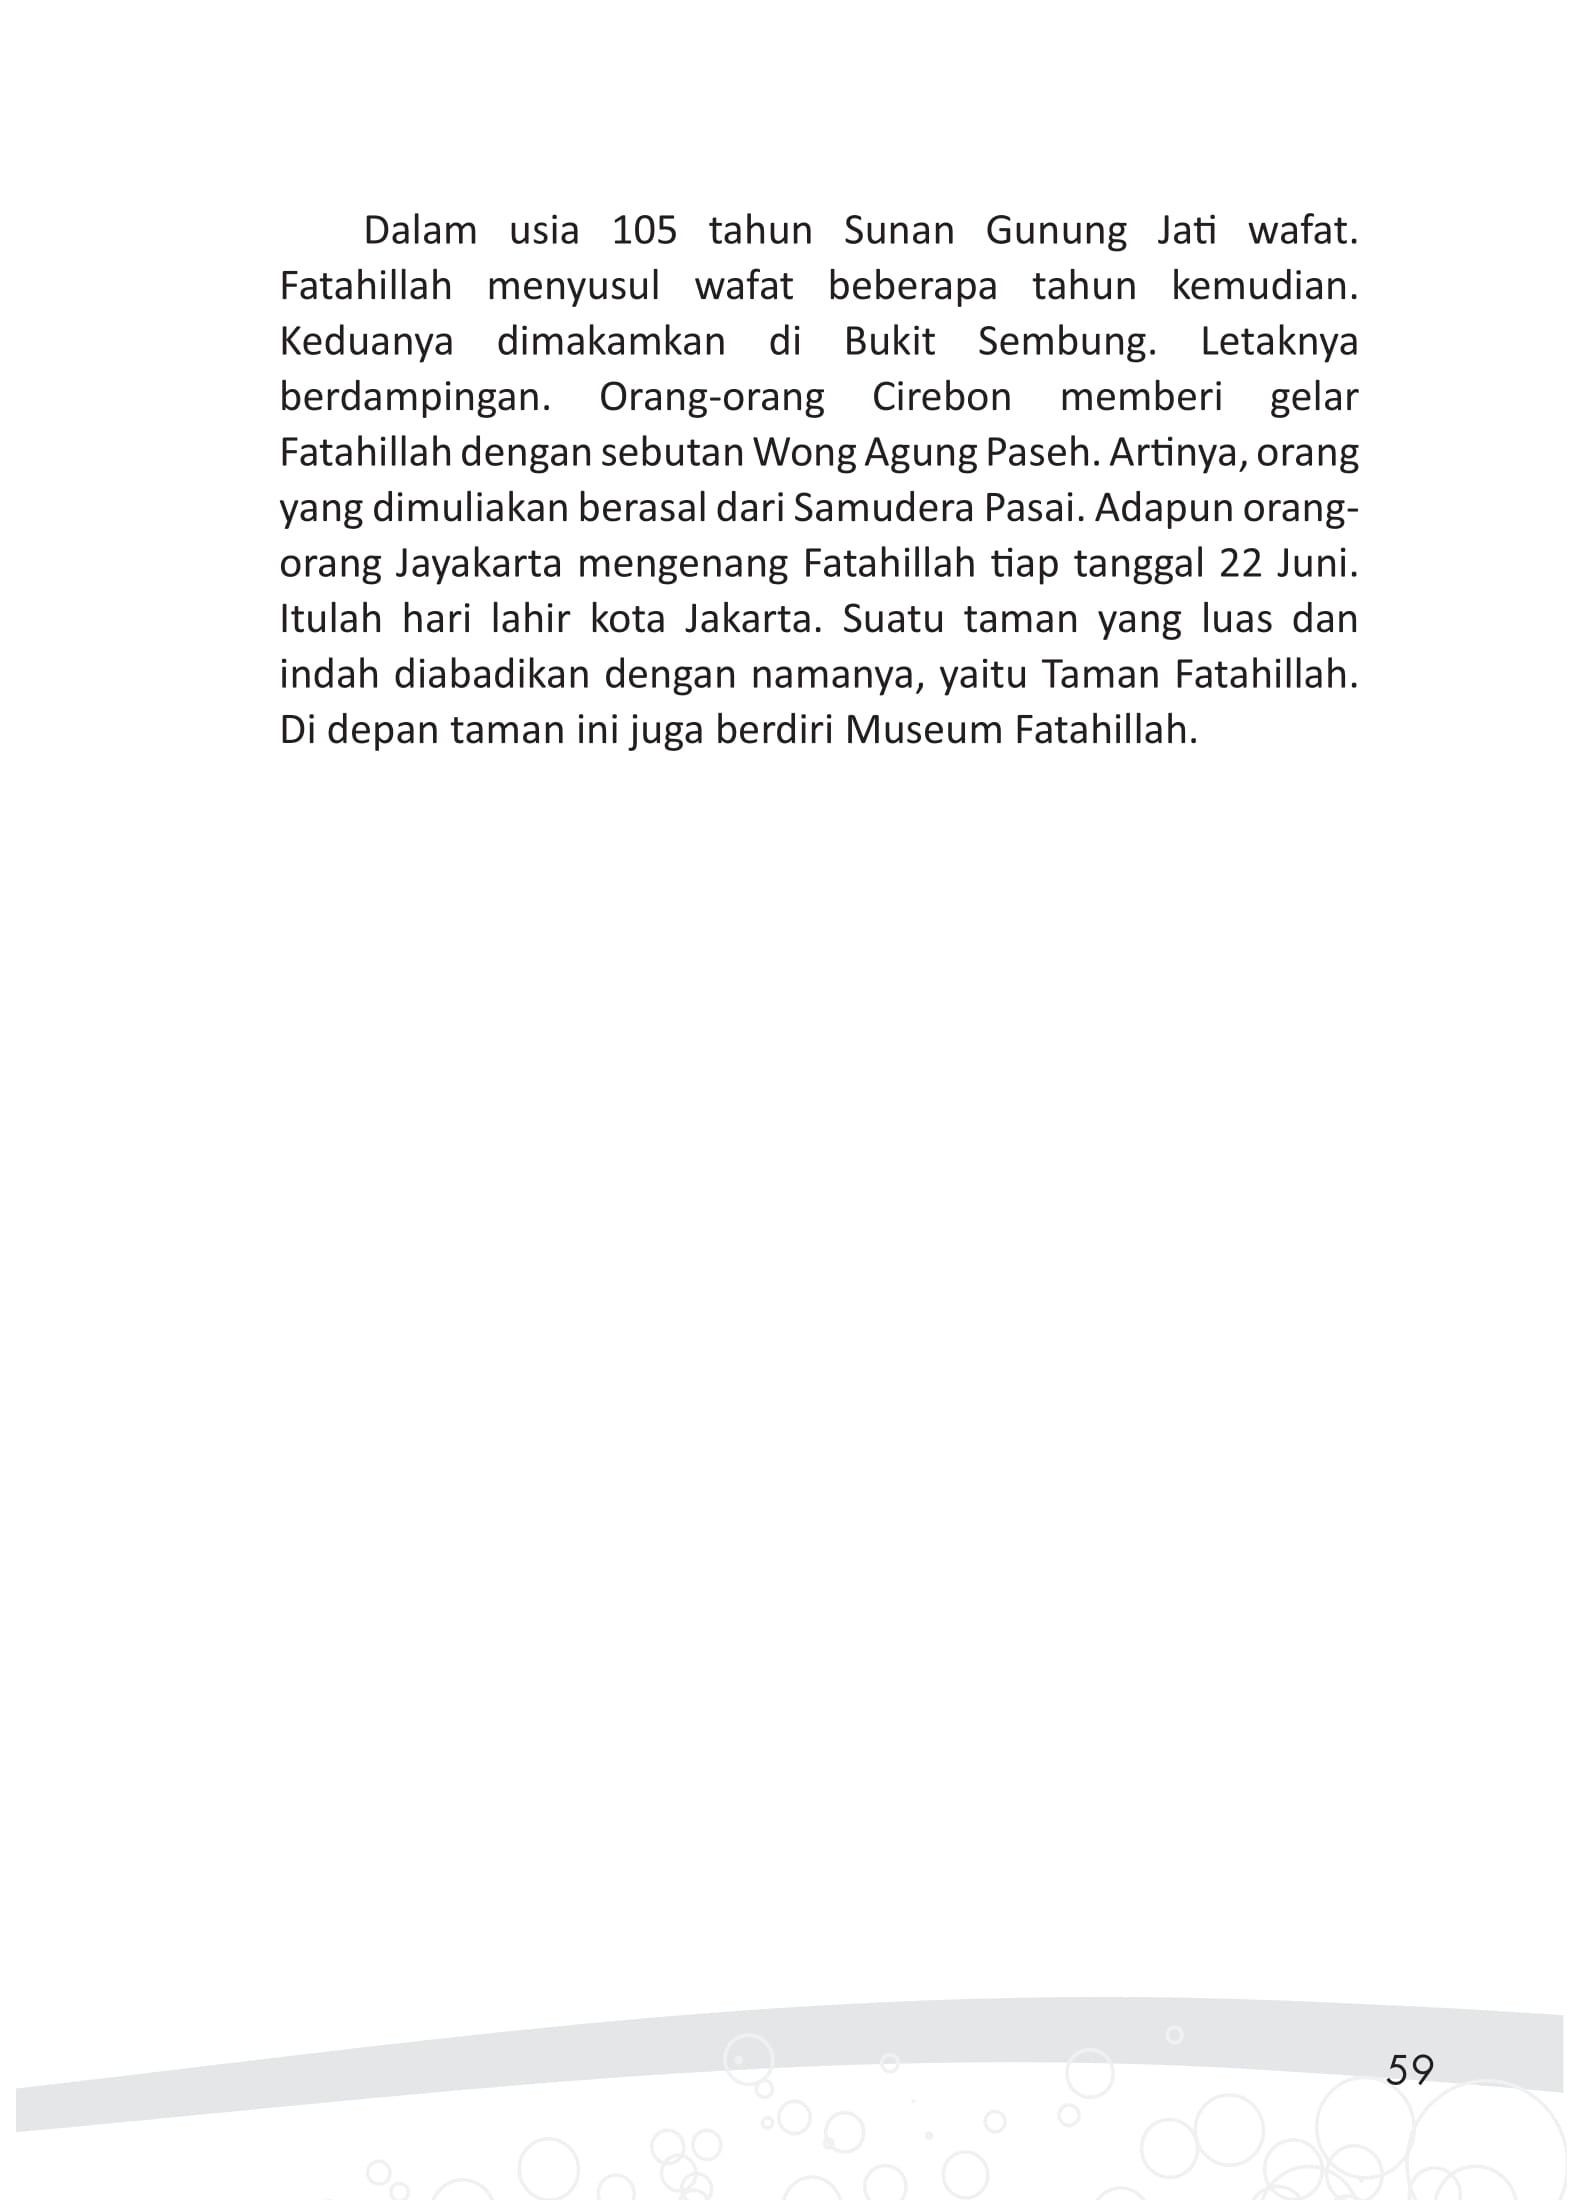 Dalam usia 105 tahun Sunan Gunung Jati wafat.
Fatahillah menyusul wafat beberapa tahun kemudian.
Keduanya dimakamkan di Bukit Sembung. Letaknya
berdampingan. Orang-orang Cirebon memberi gelar
Fatahillah dengan sebutan Wong Agung Paseh. Artinya, orang
yang dimuliakan berasal dari Samudera Pasai. Adapun orang-
orang Jayakarta mengenang Fatahillah tiap tanggal 22 Juni.
Itulah hari lahir kota Jakarta. Suatu taman yang luas dan
indah diabadikan dengan namanya, yaitu Taman Fatahillah.
Di depan taman ini juga berdiri Museum Fatahillah.
59